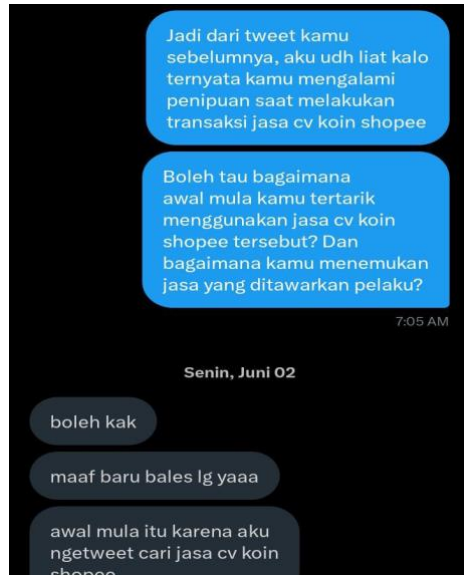 Jadi dari tweet kamu
sebelumnya, aku udh liat kalo
ternyata kamu mengalami
penipuan saat melakukan
transaksi jasa cv koin shopee
Boleh tau bagaimana
awal mula kamu tertarik
menggunakan jasa cv koin
shopee tersebut? Dan
bagaimana kamu menemukan
jasa yang ditawarkan pelaku?
7:05 AM
Senin, Juni 02
boleh kak
maaf baru bales lg yaaa
awal mula itu karena aku
ngetweet cari jasa cv koin
shopee